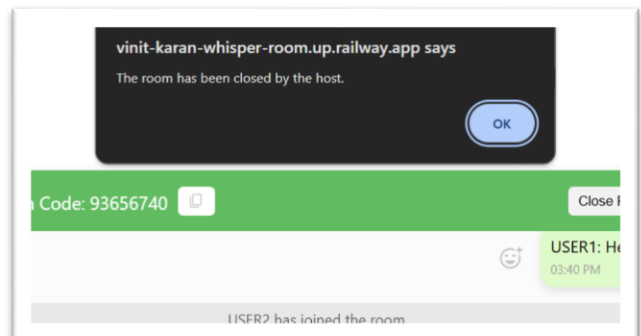 vinit-karan-whisper-room.up.railway.app says
The room has been closed by the host.
OK
Code: 93656740
Close
USER1:
03:40 PM
USER2 has joined the room